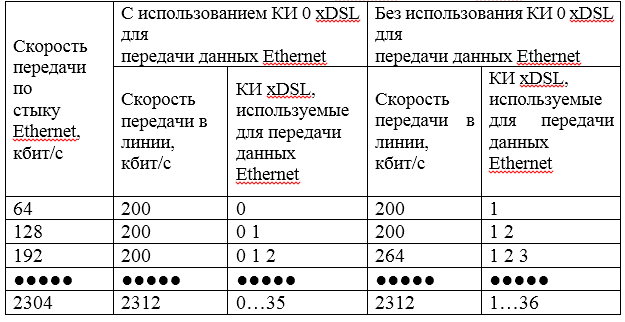 Скорость
передачи
по
стыку
Ethernet,
кбит/с
С использованием КИ 0 xDSL
для
передачи данных Ethernet
Без использования КИ 0 xDSL
для
передачи данных Ethernet
Скорость
передачи в
линии,
кбит/с
КИ xDSL,
используемые
для передачи
данных
Ethernet
Скорость
передачи в
линии,
кбит/с
КИ xDSL,
используемые
для передачи
данных
Ethernet
64 200 0 200 1
128 200 0 1 200 1 2
192 200 0 1 2 264 1 2 3
●●●●● ●●●●● ●●●●● ●●●●● ●●●●●
2304 2312 0…35 2312 1…36